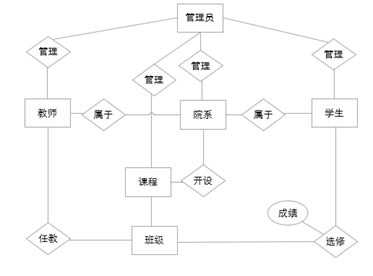 管理员
管理
管理
管理
管理
教师
属于
院系
属于
学生
课程
开设
成绩
任教
班级
选修